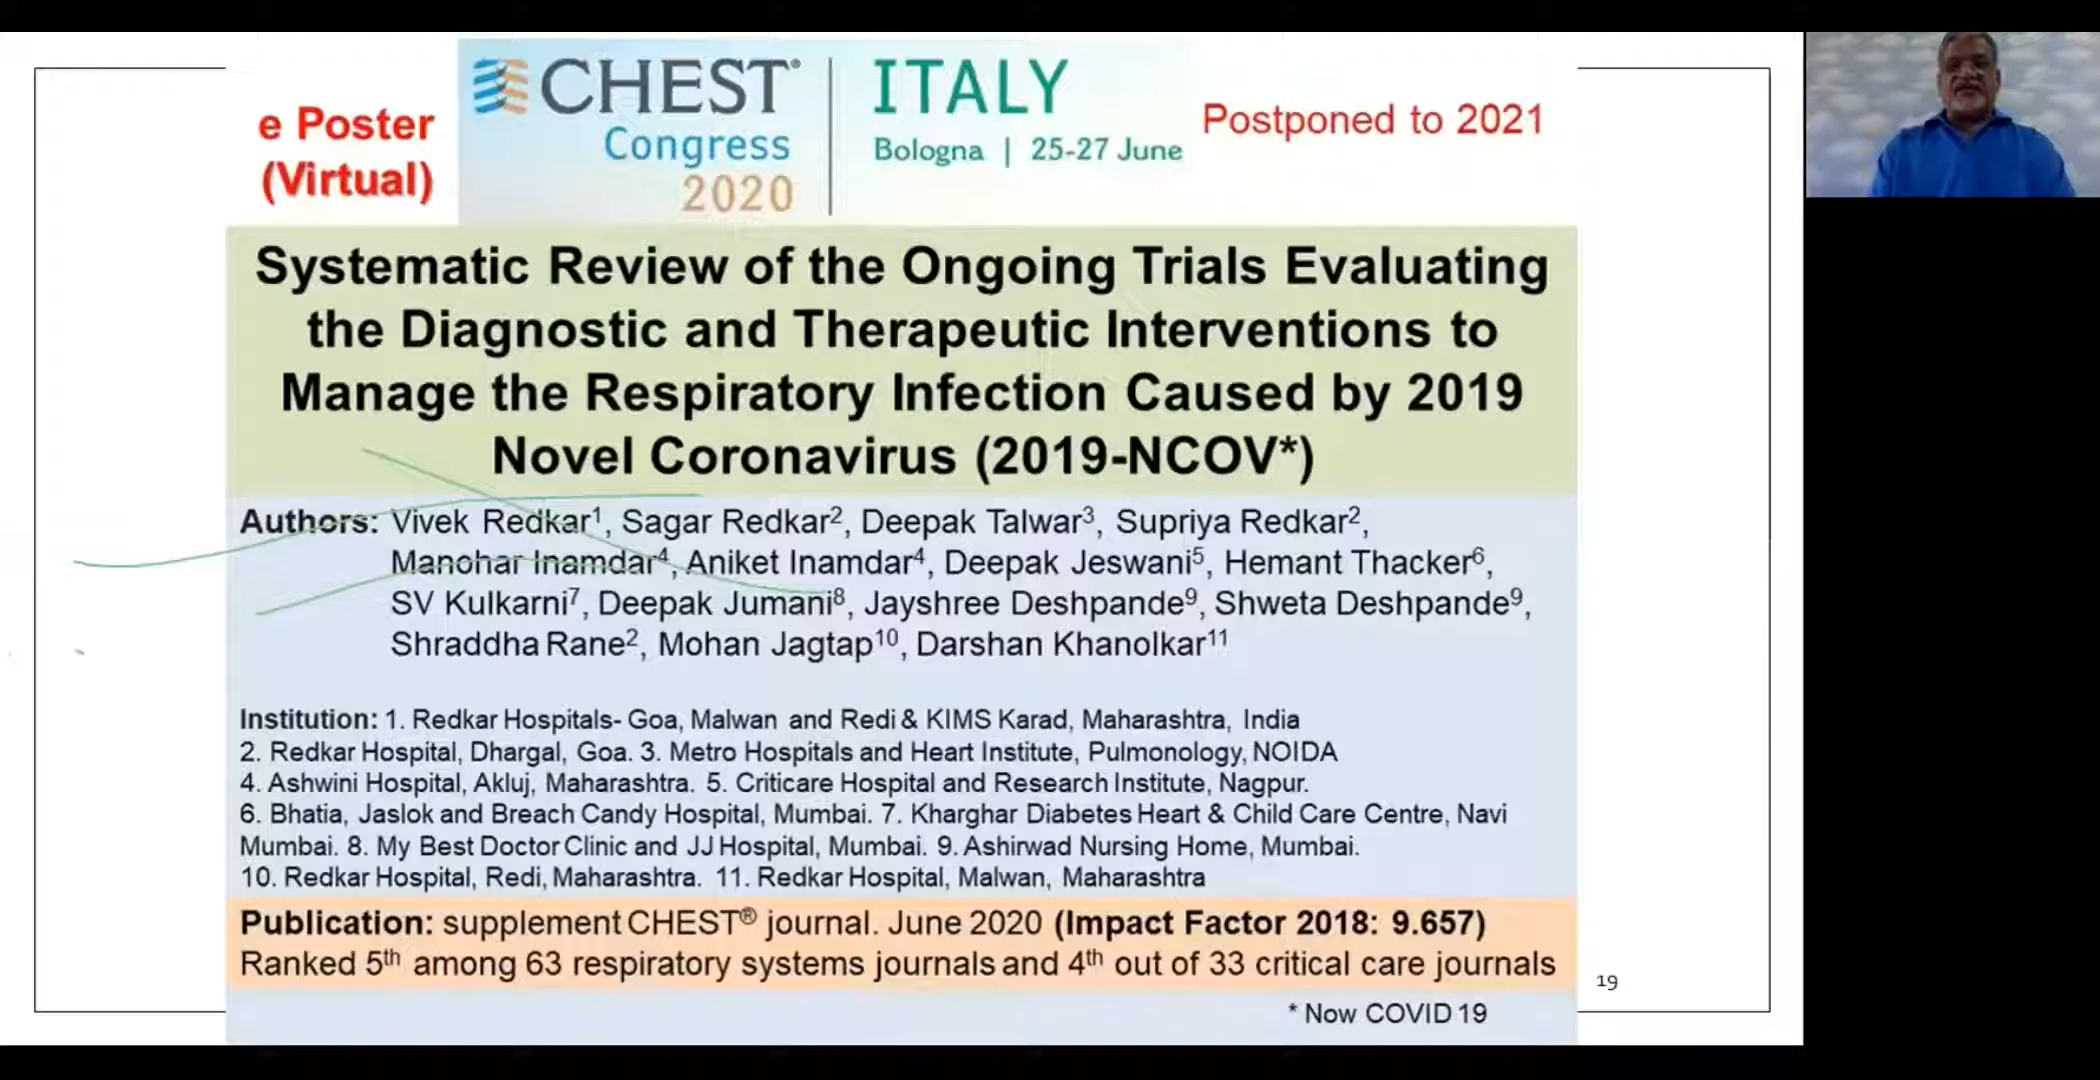 e Poster
(Virtual)
CHEST®
Congress
2020
ITALY
Bologna | 25-27 June
Postponed to 2021
Systematic Review of the Ongoing Trials Evaluating
the Diagnostic and Therapeutic Interventions to
Manage the Respiratory Infection Caused by 2019
Novel Coronavirus (2019-NCOV*)
Authors: Vivek Redkar¹, Sagar Redkar², Deepak Talwar³, Supriya Redkar²,
Manohar Inamdar⁴, Aniket Inamdar⁴, Deepak Jeswani⁵, Hemant Thacker⁶,
SV Kulkarni⁷, Deepak Jumani⁸, Jayshree Deshpande⁹, Shweta Deshpande⁹,
Shraddha Rane², Mohan Jagtap¹⁰, Darshan Khanolkar¹¹
Institution: 1. Redkar Hospitals- Goa, Malwan and Redi & KIMS Karad, Maharashtra, India
2. Redkar Hospital, Dhargal, Goa. 3. Metro Hospitals and Heart Institute, Pulmonology, NOIDA
4. Ashwini Hospital, Akluj, Maharashtra. 5. Criticare Hospital and Research Institute, Nagpur.
6. Bhatia, Jaslok and Breach Candy Hospital, Mumbai. 7. Kharghar Diabetes Heart & Child Care Centre, Navi
Mumbai. 8. My Best Doctor Clinic and JJ Hospital, Mumbai. 9. Ashirwad Nursing Home, Mumbai.
10. Redkar Hospital, Redi, Maharashtra. 11. Redkar Hospital, Malwan, Maharashtra
Publication: supplement CHEST® journal. June 2020 (Impact Factor 2018: 9.657)
Ranked 5th among 63 respiratory systems journals and 4th out of 33 critical care journals
19
* Now COVID 19